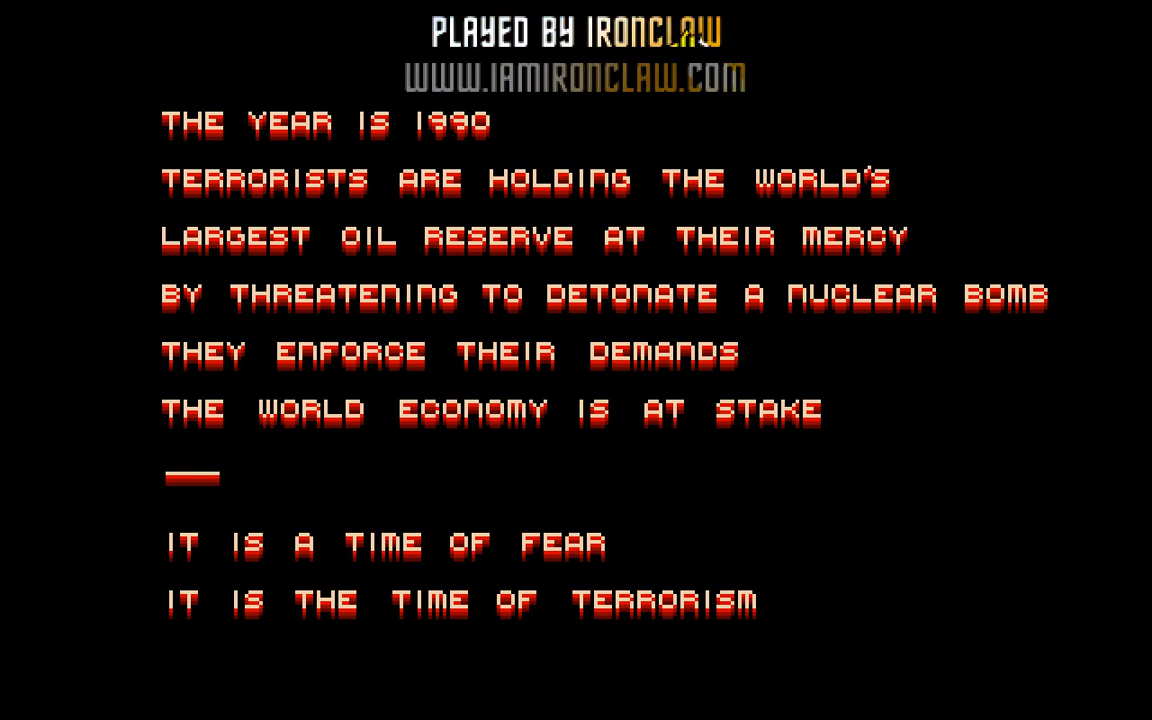 PLAYED BY IRONCLAW
WWW.IAMIRONCLAW.COM
THE YEAR IS 1990
TERRORISTS ARE HOLDING THE WORLD'S
LARGEST OIL RESERVE AT THEIR MERCY
BY THREATENING TO DETONATE A NUCLEAR BOMB
THEY ENFORCE THEIR DEMANDS
THE WORLD ECONOMY IS AT STAKE
IT IS A TIME OF FEAR
IT IS THE TIME OF TERRORISM